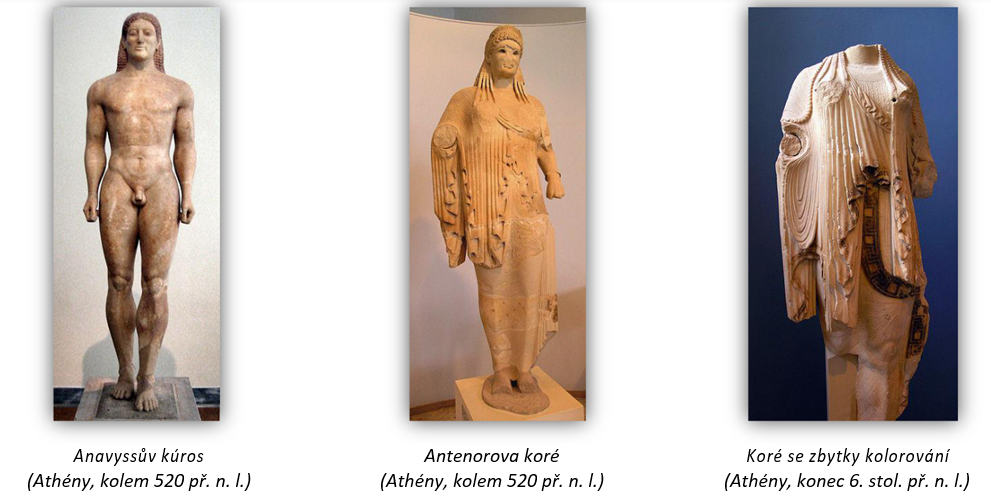 Anavyssův kúros
(Athény, kolem 520 př. n. l.)
Antenorova koré
(Athény, kolem 520 př. n. l.)
Koré se zbytky kolorování
(Athény, konec 6. stol. př. n. l.)